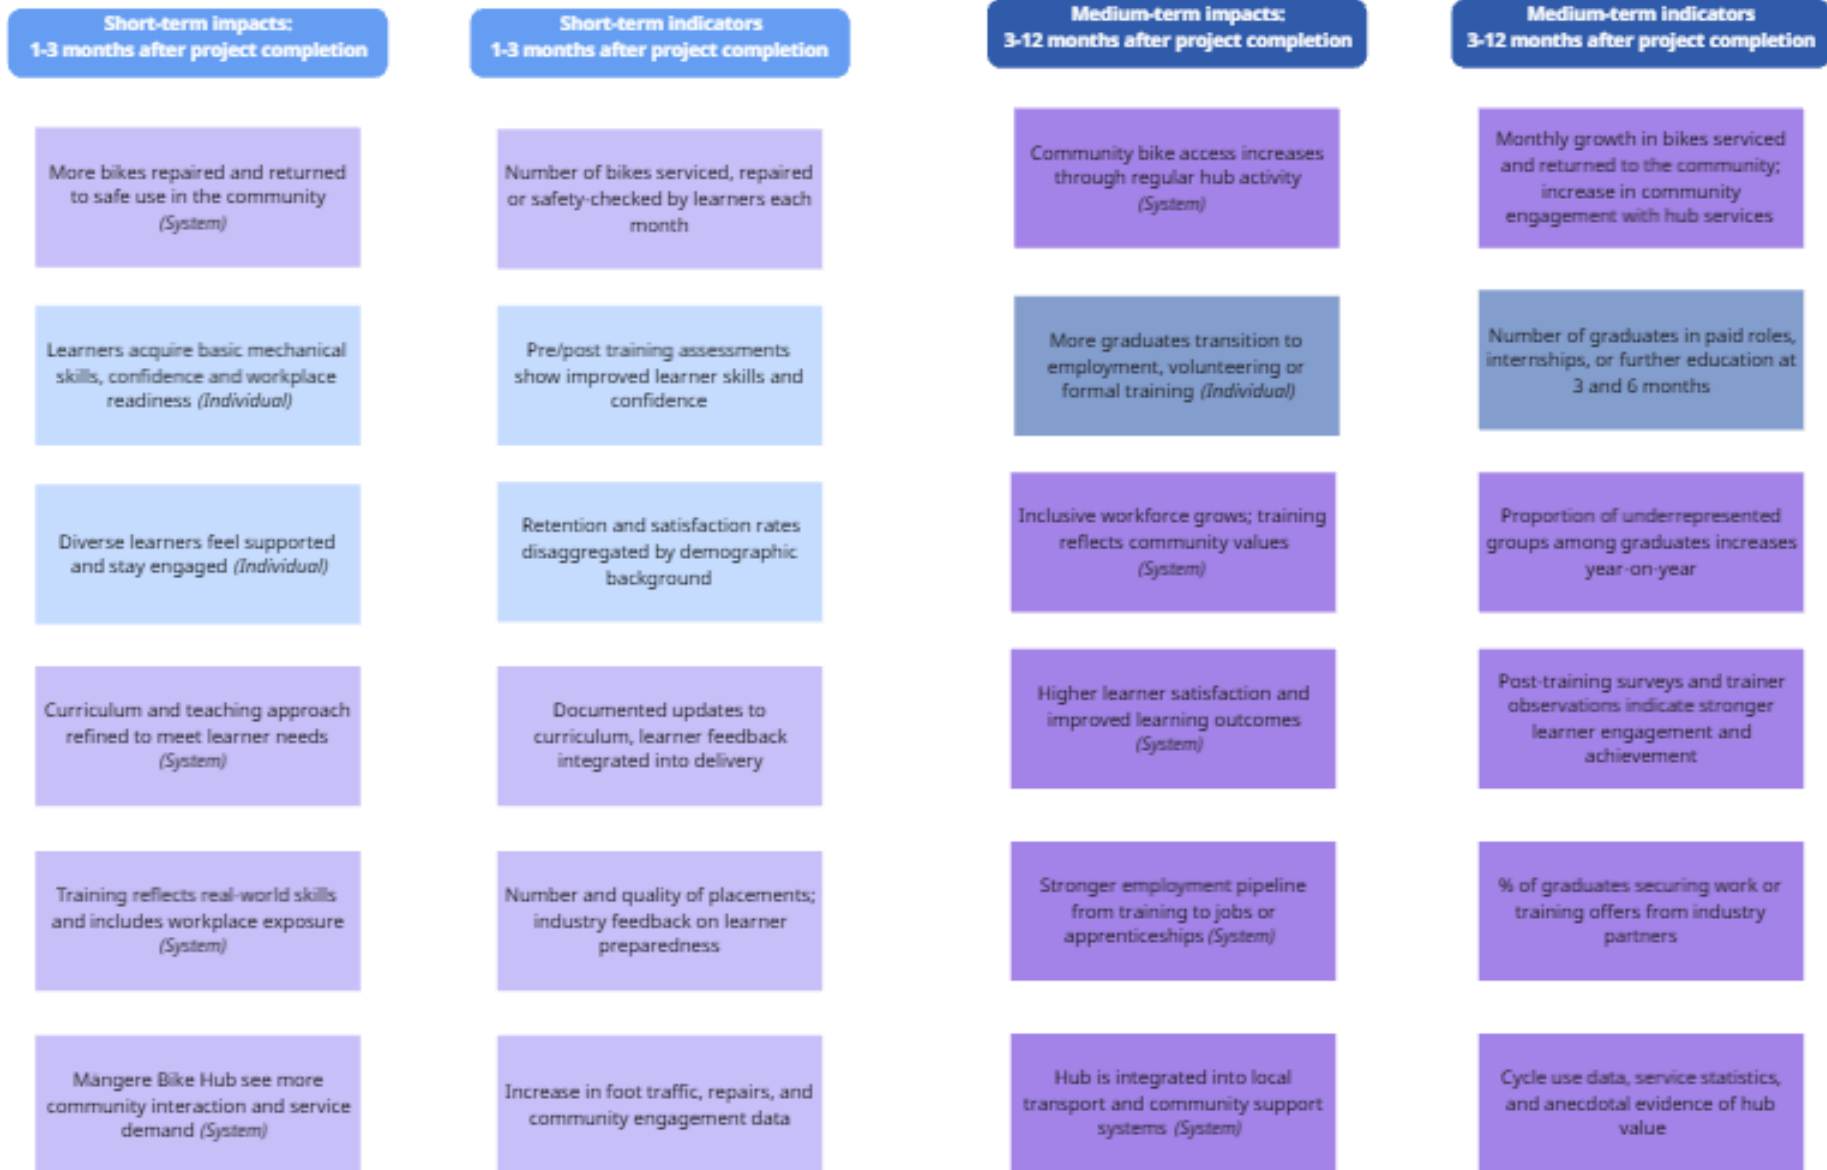 Short-term impacts:
1-3 months after project completion
Short-term indicators
1-3 months after project completion
Medium-term impacts:
3-12 months after project completion
Medium-term indicators
3-12 months after project completion
More bikes repaired and returned
to safe use in the community
(System)
Number of bikes serviced, repaired
or safety-checked by learners each
month
Community bike access increases
through regular hub activity
(System)
Monthly growth in bikes serviced
and returned to the community;
increase in community
engagement with hub services
Learners acquire basic mechanical
skills, confidence and workplace
readiness (Individual)
Pre/post training assessments
show improved learner skills and
confidence
More graduates transition to
employment, volunteering or
formal training (Individual)
Number of graduates in paid roles,
internships, or further education at
3 and 6 months
Diverse learners feel supported
and stay engaged (Individual)
Retention and satisfaction rates
disaggregated by demographic
background
Inclusive workforce grows; training
reflects community values
(System)
Proportion of underrepresented
groups among graduates increases
year-on-year
Curriculum and teaching approach
refined to meet learner needs
(System)
Documented updates to
curriculum, learner feedback
integrated into delivery
Higher learner satisfaction and
improved learning outcomes
(System)
Post-training surveys and trainer
observations indicate stronger
learner engagement and
achievement
Training reflects real-world skills
and includes workplace exposure
(System)
Number and quality of placements;
industry feedback on learner
preparedness
Stronger employment pipeline
from training to jobs or
apprenticeships (System)
% of graduates securing work or
training offers from industry
partners
Māngere Bike Hub see more
community interaction and service
demand (System)
Increase in foot traffic, repairs, and
community engagement data
Hub is integrated into local
transport and community support
systems (System)
Cycle use data, service statistics,
and anecdotal evidence of hub
value